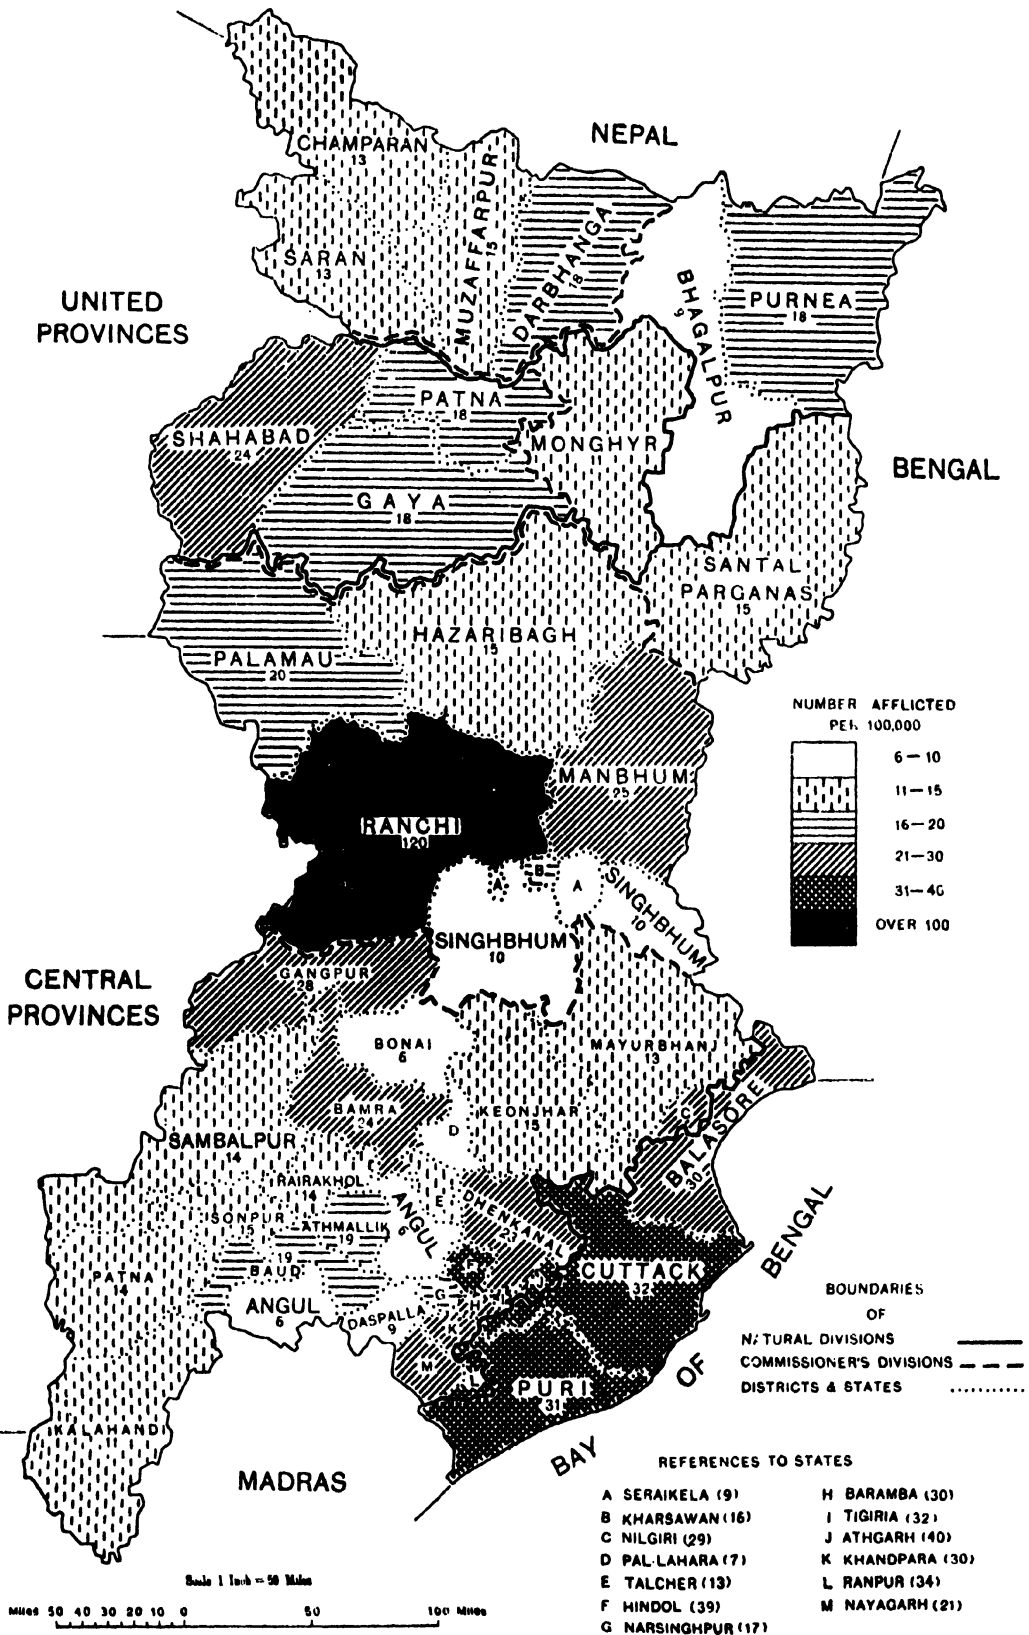 NEPAL
CHAMPARAN
13
MUZAFFARPUR
15
SARAN
13
DARBHANGA
18
BHAGALPUR
9
PURNEA
18
UNITED
PROVINCES
PATNA
18
SHAHABAD
24
MONGHYR
BENGAL
GAYA
18
SANTAL
PARGANAS
15
HAZARIBAGH
15
PALAMAU
20
NUMBER AFFLICTED
PER 100,000
6–10
11–15
16–20
21–30
31–40
OVER 100
MANBHUM
25
RANCHI
120
A
B
A
SINGHBHUM
10
SINGHBHUM
10
CENTRAL
PROVINCES
GANGPUR
28
BONAI
6
MAYURBHANJ
13
BAMRA
24
KEONJHAR
15
C
BALASORE
30
D
SAMBALPUR
14
RAIRAKHOL
14
ANGUL
6
E
DHENKANAL
23
SONPUR
15
ATHMALLIK
19
PATNA
14
19
BAUD
F
CUTTACK
32
ANGUL
6
DASPALLA
9
G
H
I
J
K
M
L
PURI
31
KALAHANDI
11
MADRAS
BAY OF BENGAL
BOUNDARIES
OF
NATURAL DIVISIONS
COMMISSIONER'S DIVISIONS
DISTRICTS & STATES
REFERENCES TO STATES
A SERAIKELA (9)
B KHARSAWAN (16)
C NILGIRI (29)
D PAL-LAHARA (7)
E TALCHER (13)
F HINDOL (39)
G NARSINGHPUR (17)
H BARAMBA (30)
I TIGIRIA (32)
J ATHGARH (40)
K KHANDPARA (30)
L RANPUR (34)
M NAYAGARH (21)
Scale 1 Inch = 50 Miles
Miles 50 40 30 20 10 0 50 100 Miles